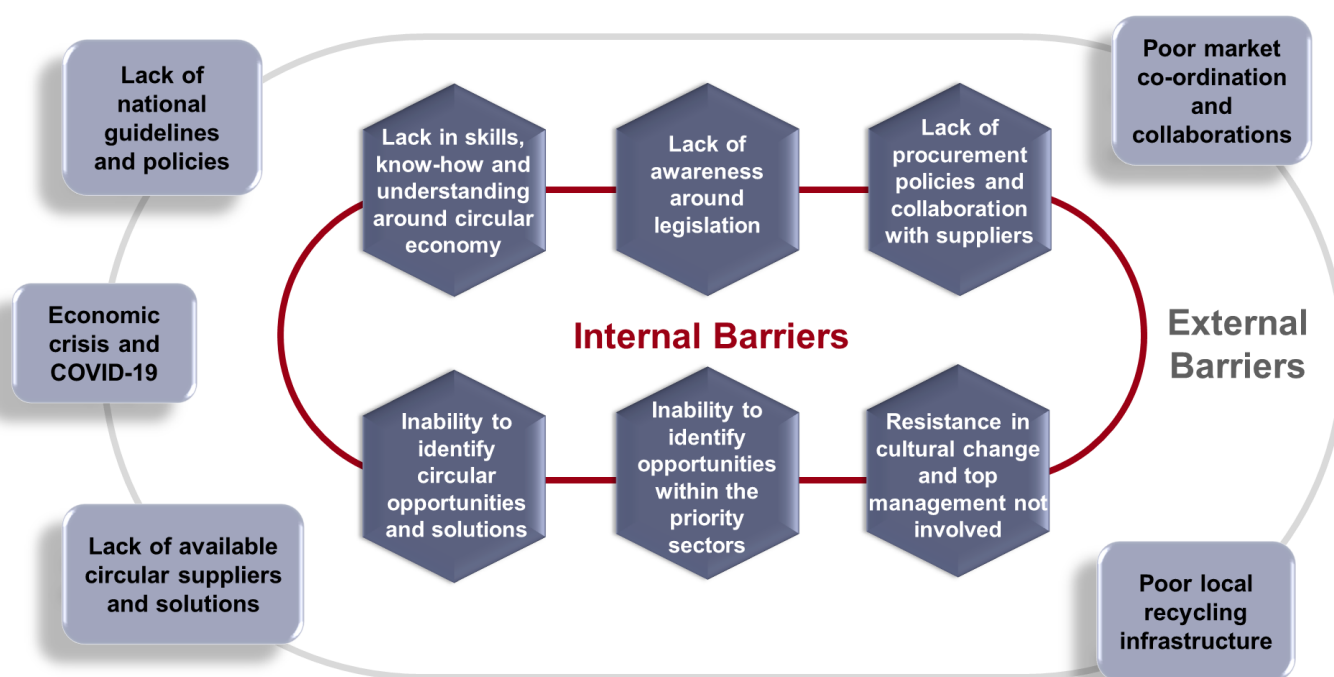 Lack of
national
guidelines
and policies
Poor market
co-ordination
and
collaborations
Lack in skills,
know-how and
understanding
around circular
economy
Lack of
awareness
around
legislation
Lack of
procurement
policies and
collaboration
with suppliers
Economic
crisis and
COVID-19
Internal Barriers
External
Barriers
Inability to
identify
circular
opportunities
and solutions
Inability to
identify
opportunities
within the
priority
sectors
Resistance in
cultural change
and top
management not
involved
Lack of available
circular suppliers
and solutions
Poor local
recycling
infrastructure